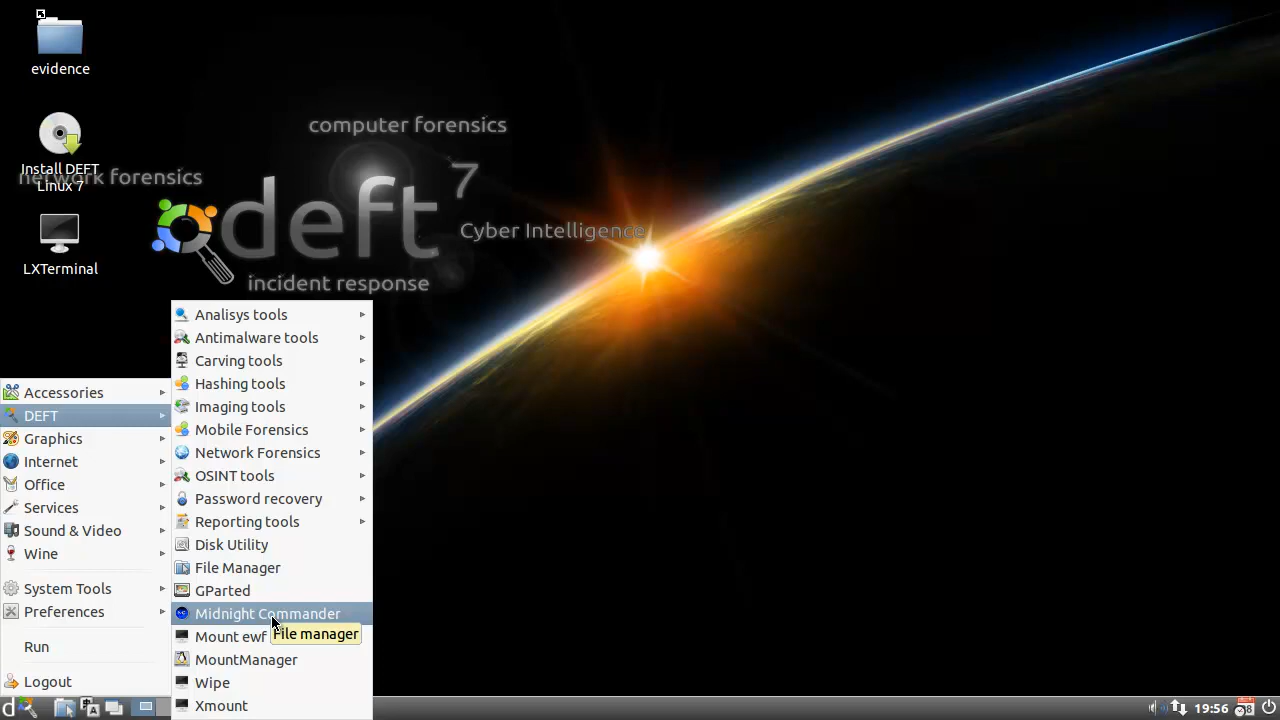 evidence
Install DEFT
Linux 7
LXTerminal
computer forensics
network forensics
7
deft
Cyber Intelligence
incident response
Accessories
DEFT
Graphics
Internet
Office
Services
Sound & Video
Wine
System Tools
Preferences
Run
Logout
Analisys tools
Antimalware tools
Carving tools
Hashing tools
Imaging tools
Mobile Forensics
Network Forensics
OSINT tools
Password recovery
Reporting tools
Disk Utility
File Manager
GParted
Midnight Commander
Mount ewf
File manager
MountManager
Wipe
Xmount
d
19:56
8